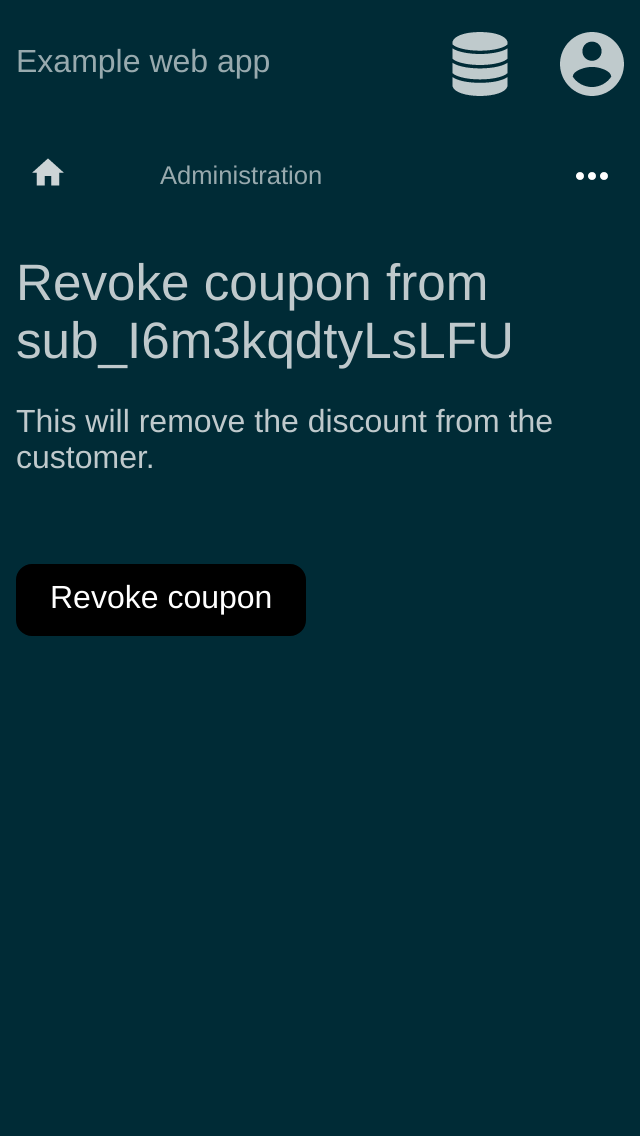 Example web app
Administration
Revoke coupon from
sub_I6m3kqdtyLsLFU
This will remove the discount from the
customer.
Revoke coupon